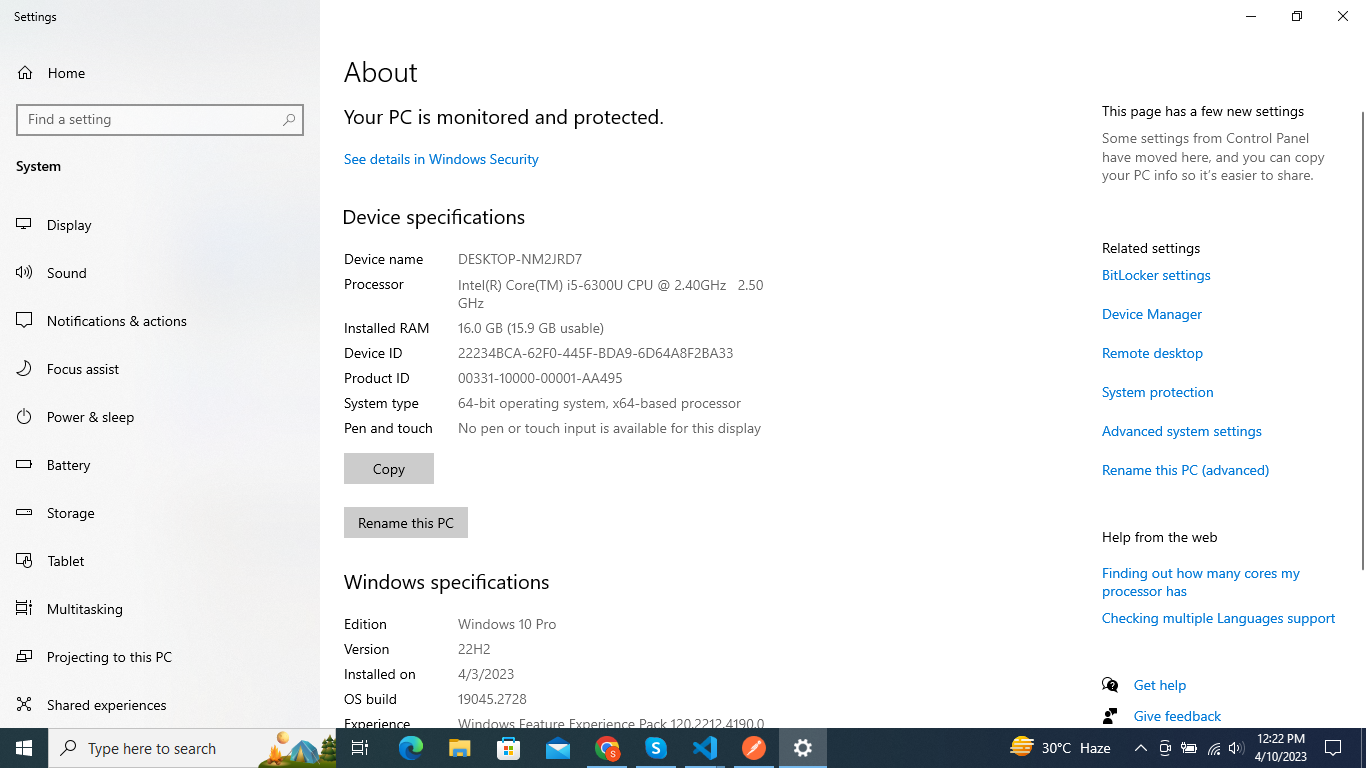 Settings
Home
Find a setting
System
Display
Sound
Notifications & actions
Focus assist
Power & sleep
Battery
Storage
Tablet
Multitasking
Projecting to this PC
Shared experiences
About
Your PC is monitored and protected.
See details in Windows Security
Device specifications
Device name DESKTOP-NM2JRD7
Processor Intel(R) Core(TM) i5-6300U CPU @ 2.40GHz 2.50
GHz
Installed RAM 16.0 GB (15.9 GB usable)
Device ID 22234BCA-62F0-445F-BDA9-6D64A8F2BA33
Product ID 00331-10000-00001-AA495
System type 64-bit operating system, x64-based processor
Pen and touch No pen or touch input is available for this display
Copy
Rename this PC
Windows specifications
Edition Windows 10 Pro
Version 22H2
Installed on 4/3/2023
OS build 19045.2728
Experience Windows Feature Experience Pack 120.2212.4190.0
This page has a few new settings
Some settings from Control Panel
have moved here, and you can copy
your PC info so it's easier to share.
Related settings
BitLocker settings
Device Manager
Remote desktop
System protection
Advanced system settings
Rename this PC (advanced)
Help from the web
Finding out how many cores my
processor has
Checking multiple Languages support
Get help
Give feedback
Type here to search
S
S
30°C Haze
12:22 PM
4/10/2023